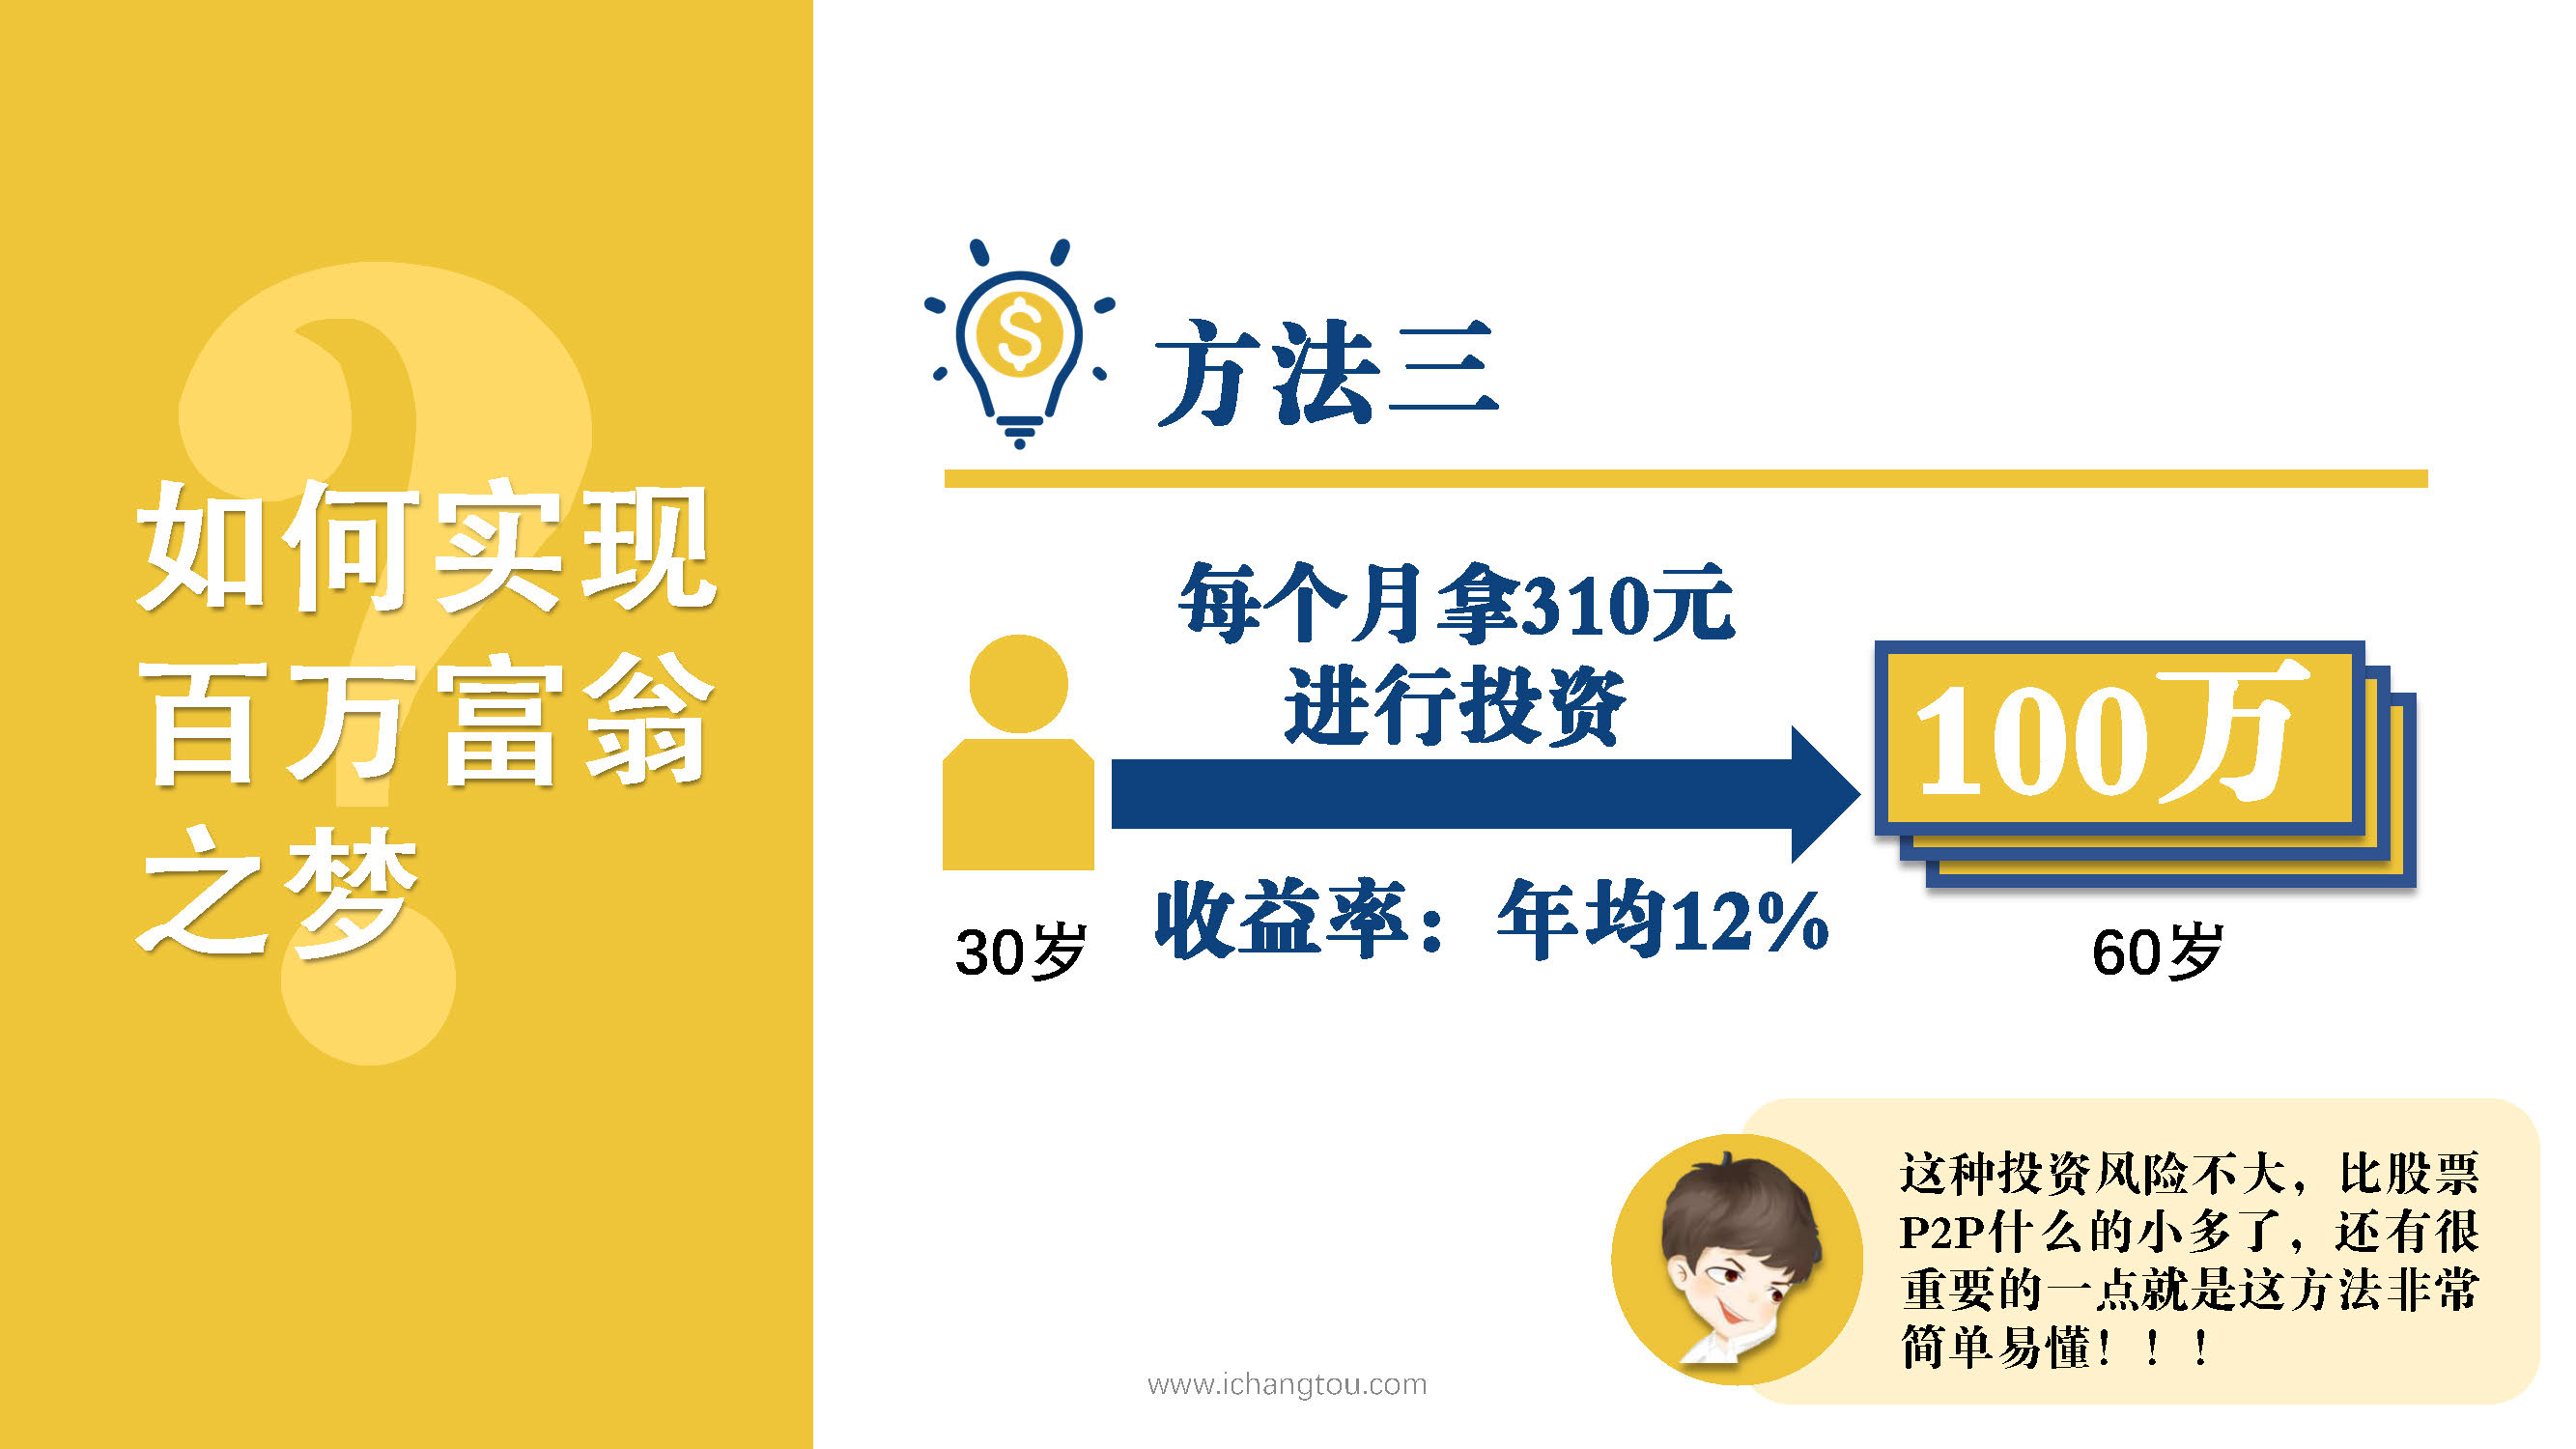 如何实现
百万富翁
之梦
方法三
每个月拿310元
进行投资
100万
收益率：年均12%
30岁
60岁
这种投资风险不大，比股票
P2P什么的小多了，还有很
重要的一点就是这方法非常
简单易懂！！！
www.ichangtou.com